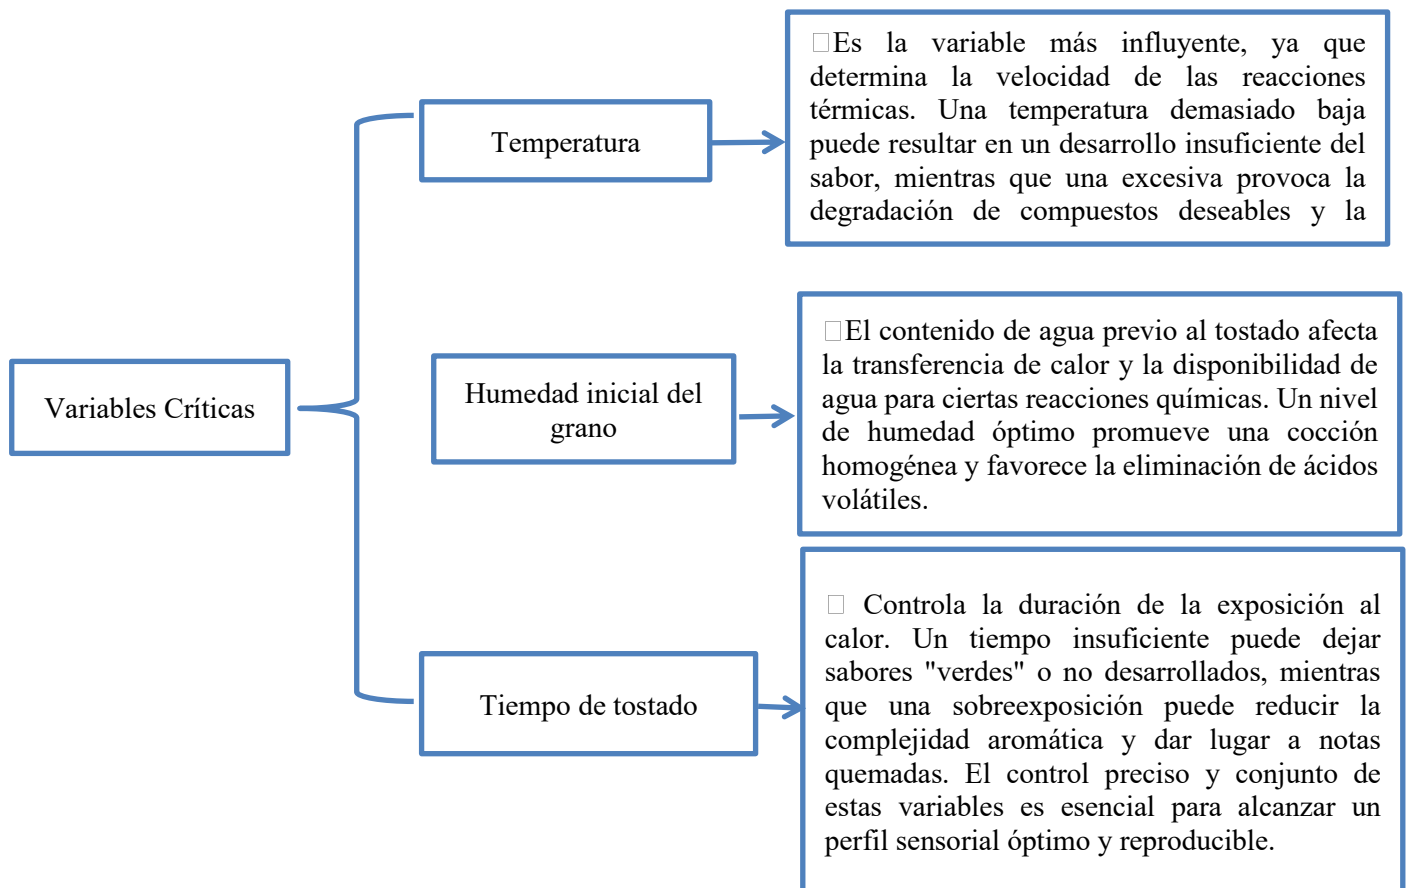 Variables Críticas
Temperatura
□Es la variable más influyente, ya que
determina la velocidad de las reacciones
térmicas. Una temperatura demasiado baja
puede resultar en un desarrollo insuficiente del
sabor, mientras que una excesiva provoca la
degradación de compuestos deseables y la
Humedad inicial del
grano
□El contenido de agua previo al tostado afecta
la transferencia de calor y la disponibilidad de
agua para ciertas reacciones químicas. Un nivel
de humedad óptimo promueve una cocción
homogénea y favorece la eliminación de ácidos
volátiles.
Tiempo de tostado
□ Controla la duración de la exposición al
calor. Un tiempo insuficiente puede dejar
sabores "verdes" o no desarrollados, mientras
que una sobreexposición puede reducir la
complejidad aromática y dar lugar a notas
quemadas. El control preciso y conjunto de
estas variables es esencial para alcanzar un
perfil sensorial óptimo y reproducible.